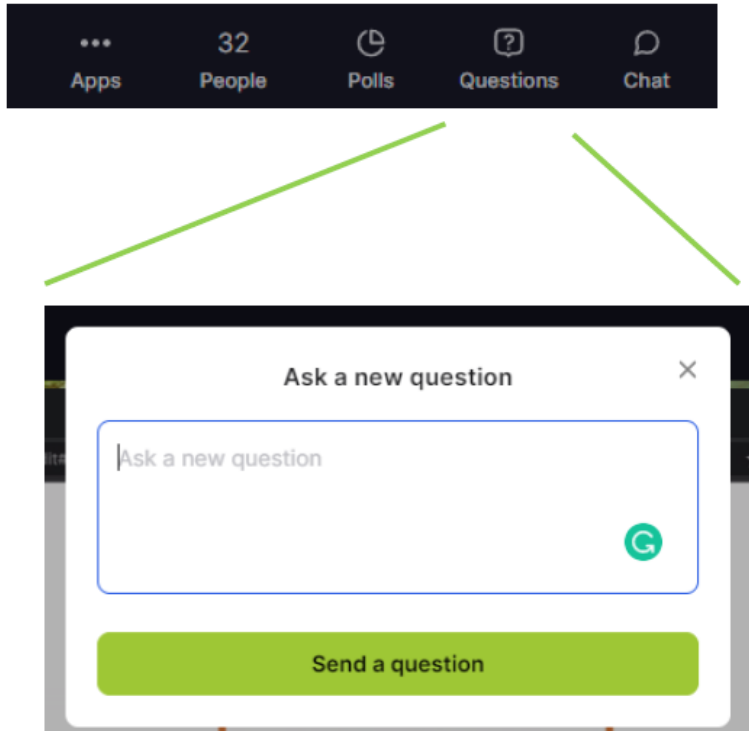 32
Apps People Polls Questions Chat
Ask a new question
Ask a new question
Send a question